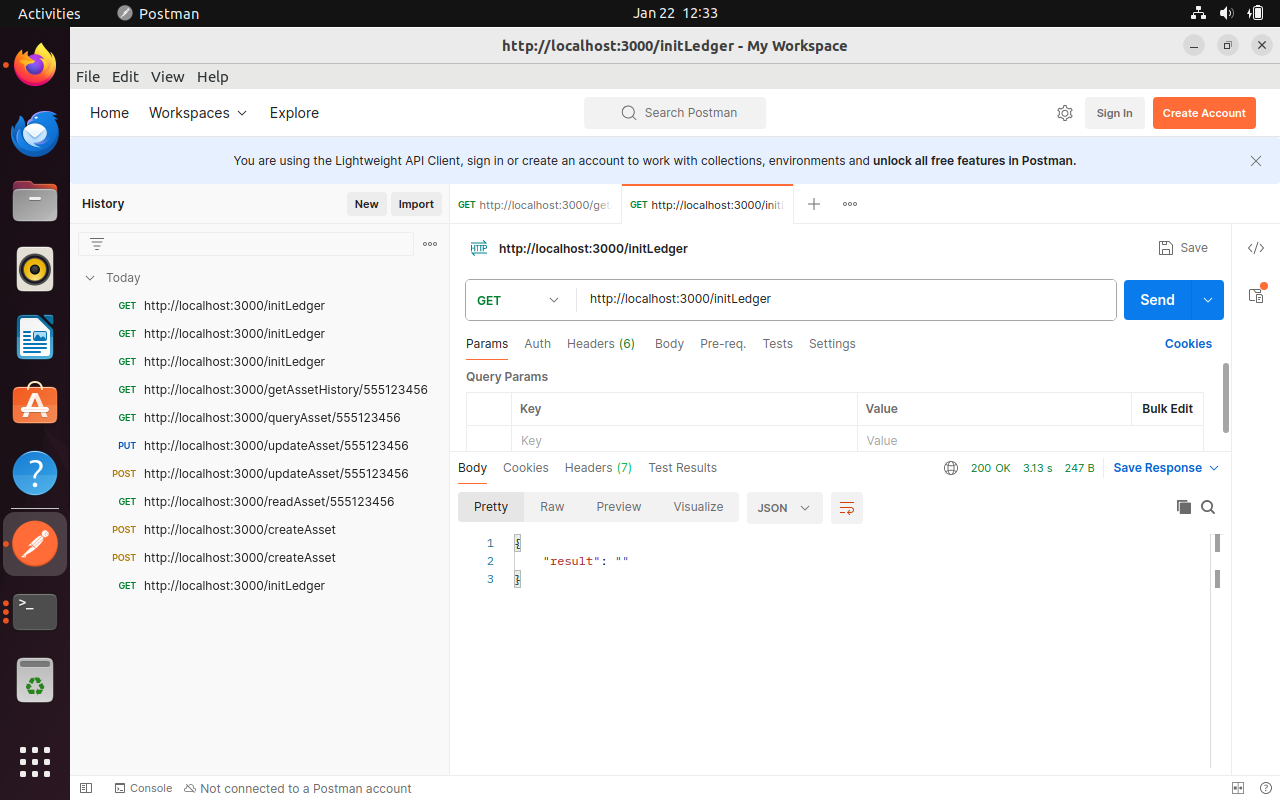 Activities Postman Jan 22 12:33
http://localhost:3000/initLedger - My Workspace
File Edit View Help
Home Workspaces Explore Search Postman Sign In Create Account
You are using the Lightweight API Client, sign in or create an account to work with collections, environments and unlock all free features in Postman.
History New Import
GET http://localhost:3000/get GET http://localhost:3000/initl
Today
GET http://localhost:3000/initLedger
GET http://localhost:3000/initLedger
GET http://localhost:3000/initLedger
GET http://localhost:3000/getAssetHistory/555123456
GET http://localhost:3000/queryAsset/555123456
PUT http://localhost:3000/updateAsset/555123456
POST http://localhost:3000/updateAsset/555123456
GET http://localhost:3000/readAsset/555123456
POST http://localhost:3000/createAsset
POST http://localhost:3000/createAsset
GET http://localhost:3000/initLedger
HTTP http://localhost:3000/initLedger Save
GET http://localhost:3000/initLedger Send
Params Auth Headers (6) Body Pre-req. Tests Settings Cookies
Query Params
Key Value Bulk Edit
Key Value
Body Cookies Headers (7) Test Results 200 OK 3.13 s 247 B Save Response
Pretty Raw Preview Visualize JSON
1 {
2 "result": ""
3 }
Console Not connected to a Postman account